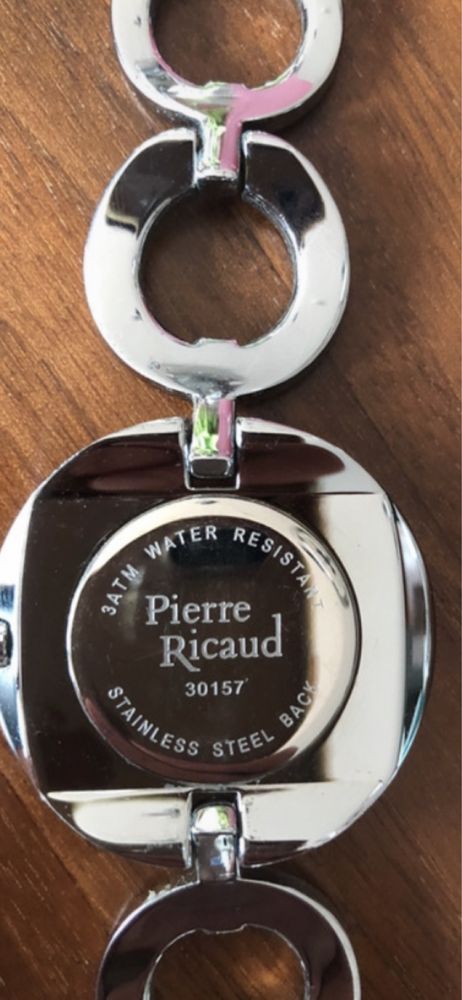 3ATM WATER RESISTANT
Pierre
Ricaud
30157
STAINLESS STEEL BACK